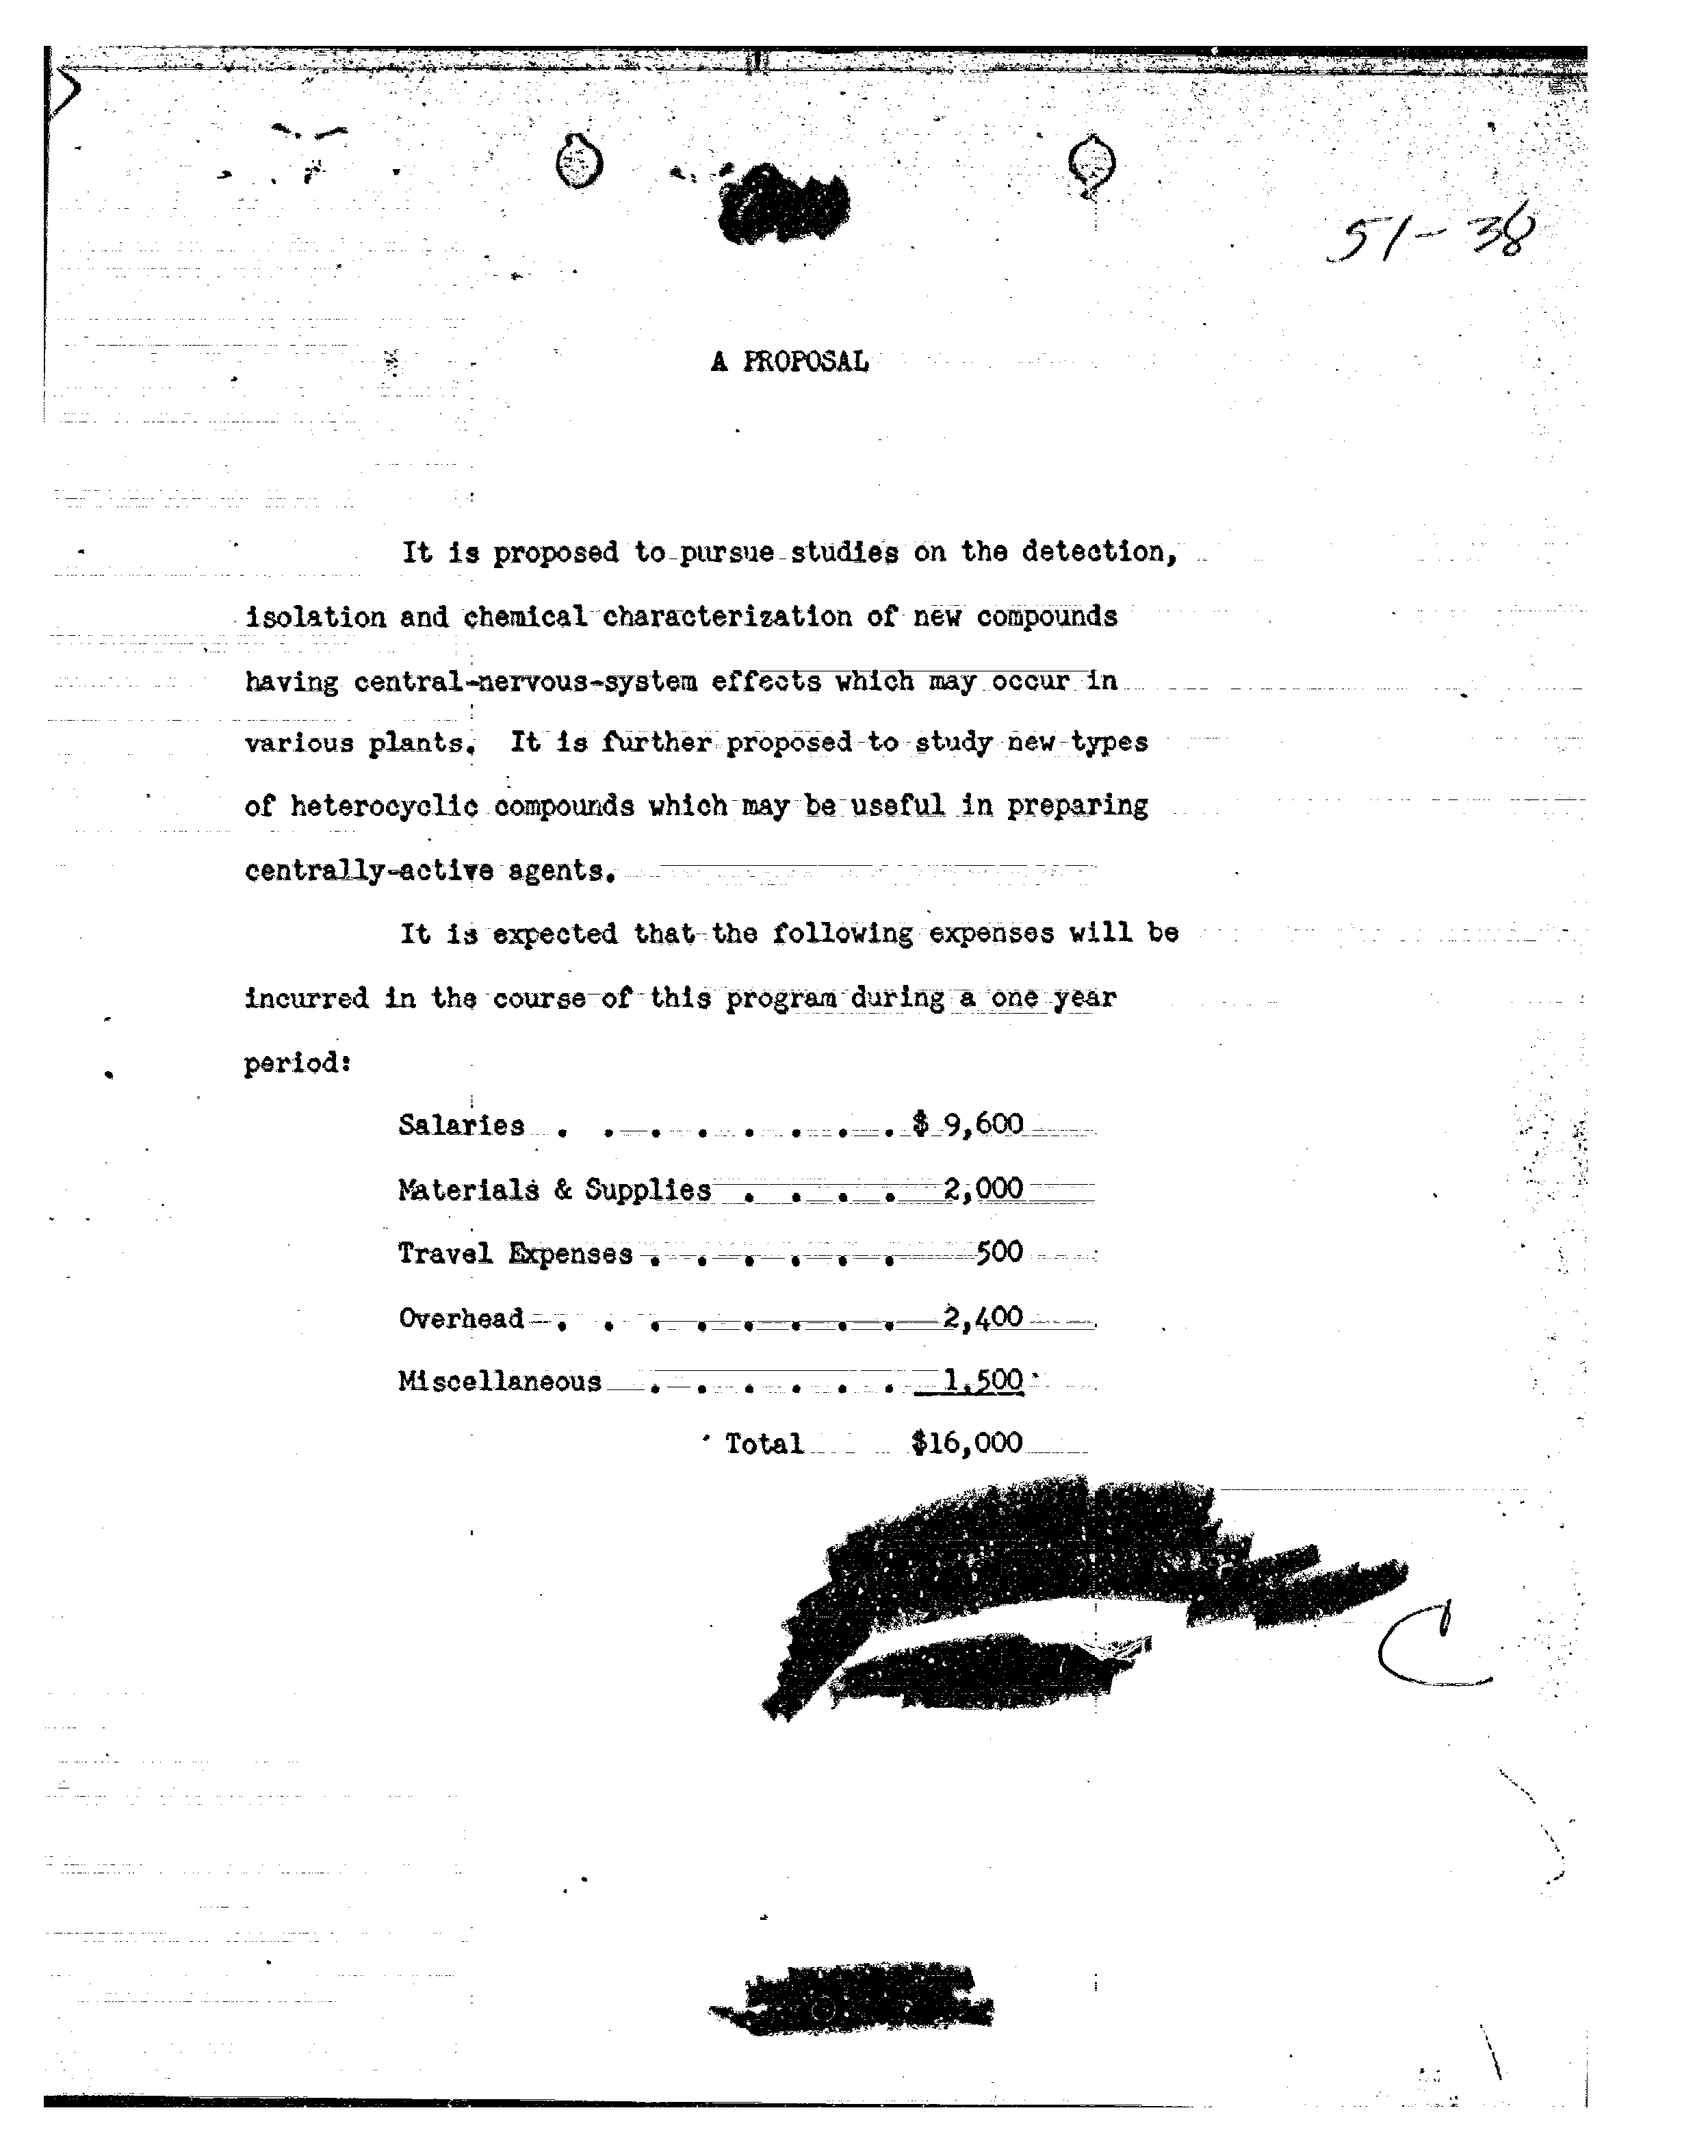 51-38
A PROPOSAL
It is proposed to pursue studies on the detection,
isolation and chemical characterization of new compounds
having central-nervous-system effects which may occur in
various plants. It is further proposed to study new types
of heterocyclic compounds which may be useful in preparing
centrally-active agents.
It is expected that the following expenses will be
incurred in the course of this program during a one year
period:
Salaries . . . . . . . . $ 9,600
Materials & Supplies . . . . 2,000
Travel Expenses . . . . . . 500
Overhead . . . . . . . . 2,400
Miscellaneous . . . . . . 1,500
Total $16,000
C